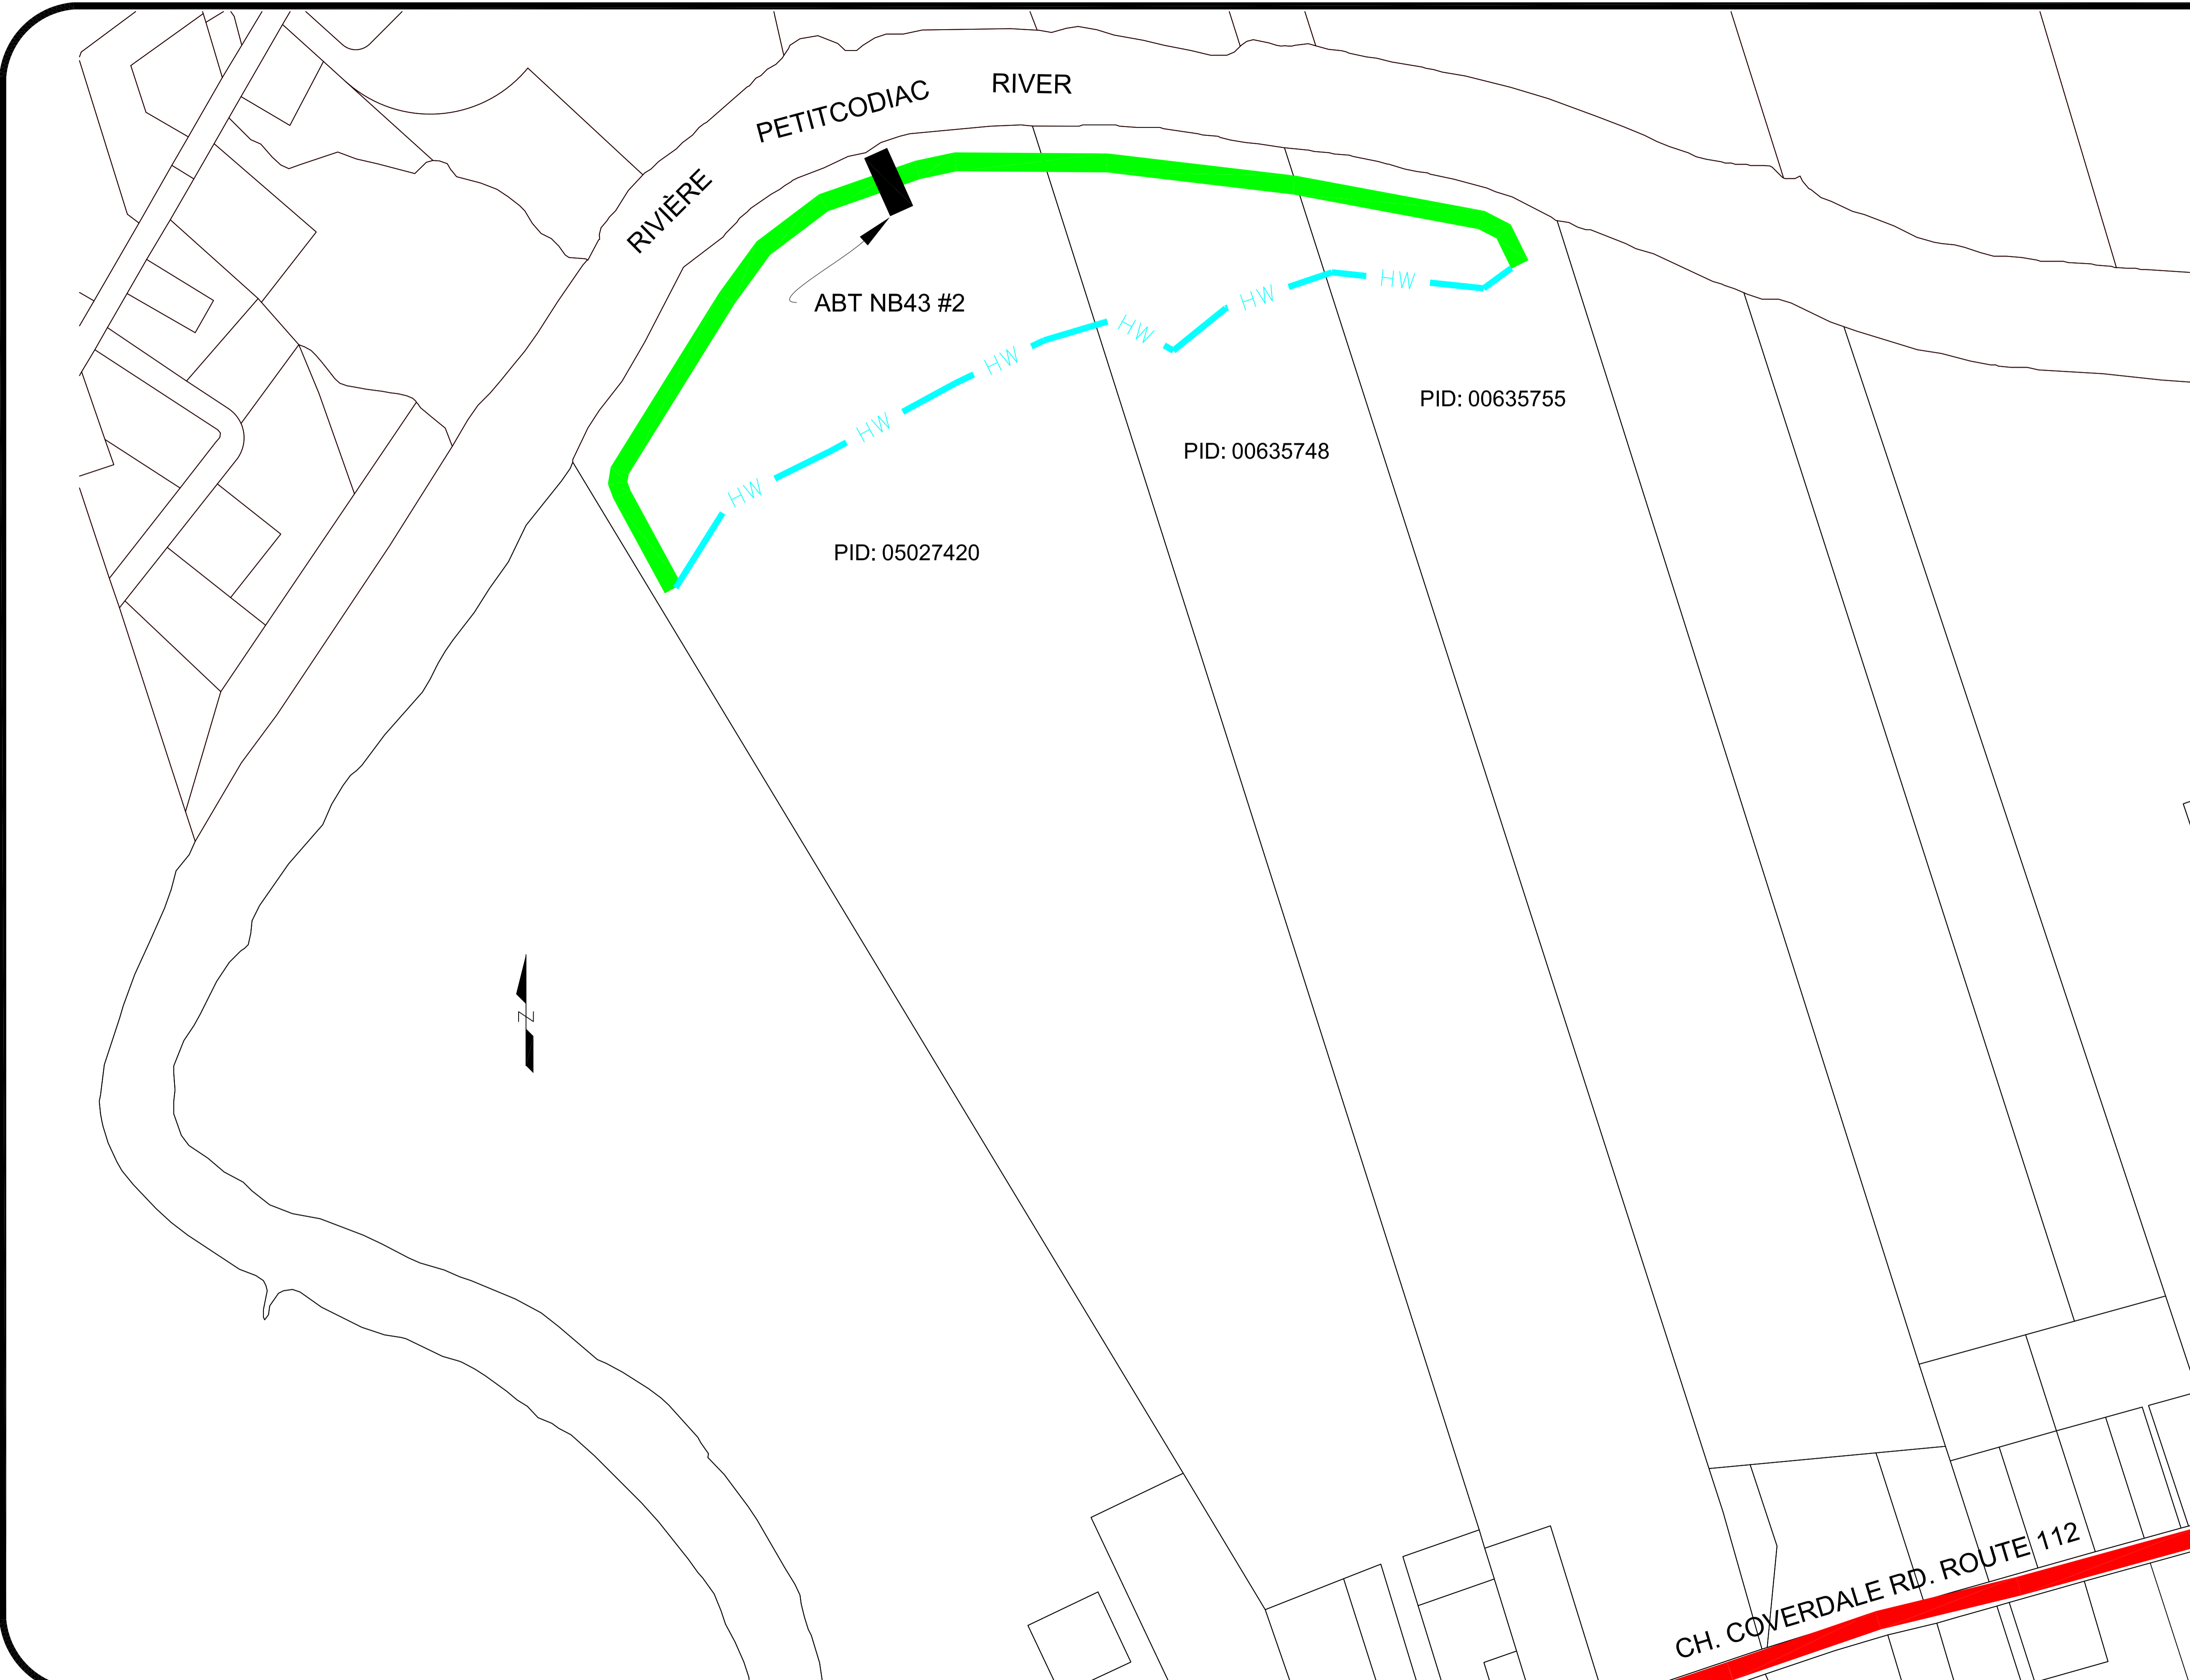 RIVIÈRE PETITCODIAC RIVER
ABT NB43 #2
HW
HW
HW
HW
HW
HW
PID: 00635755
PID: 00635748
PID: 05027420
N
CH. COVERDALE RD. ROUTE 112